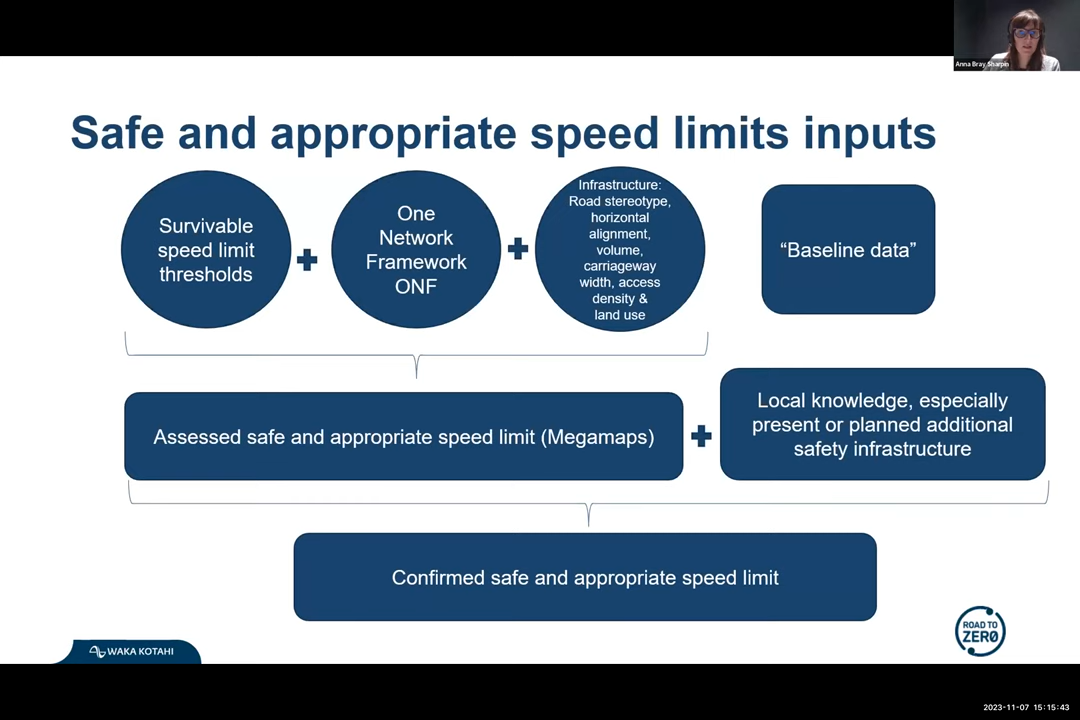 Anna Bray Sharpin
Safe and appropriate speed limits inputs
Survivable
speed limit
thresholds
One
Network
Framework
ONF
Infrastructure:
Road stereotype,
horizontal
alignment,
volume,
carriageway
width, access
density &
land use
“Baseline data”
Assessed safe and appropriate speed limit (Megamaps)
Local knowledge, especially
present or planned additional
safety infrastructure
Confirmed safe and appropriate speed limit
WAKA KOTAHI
ROAD TO
ZERO
2023-11-07 15:15:43